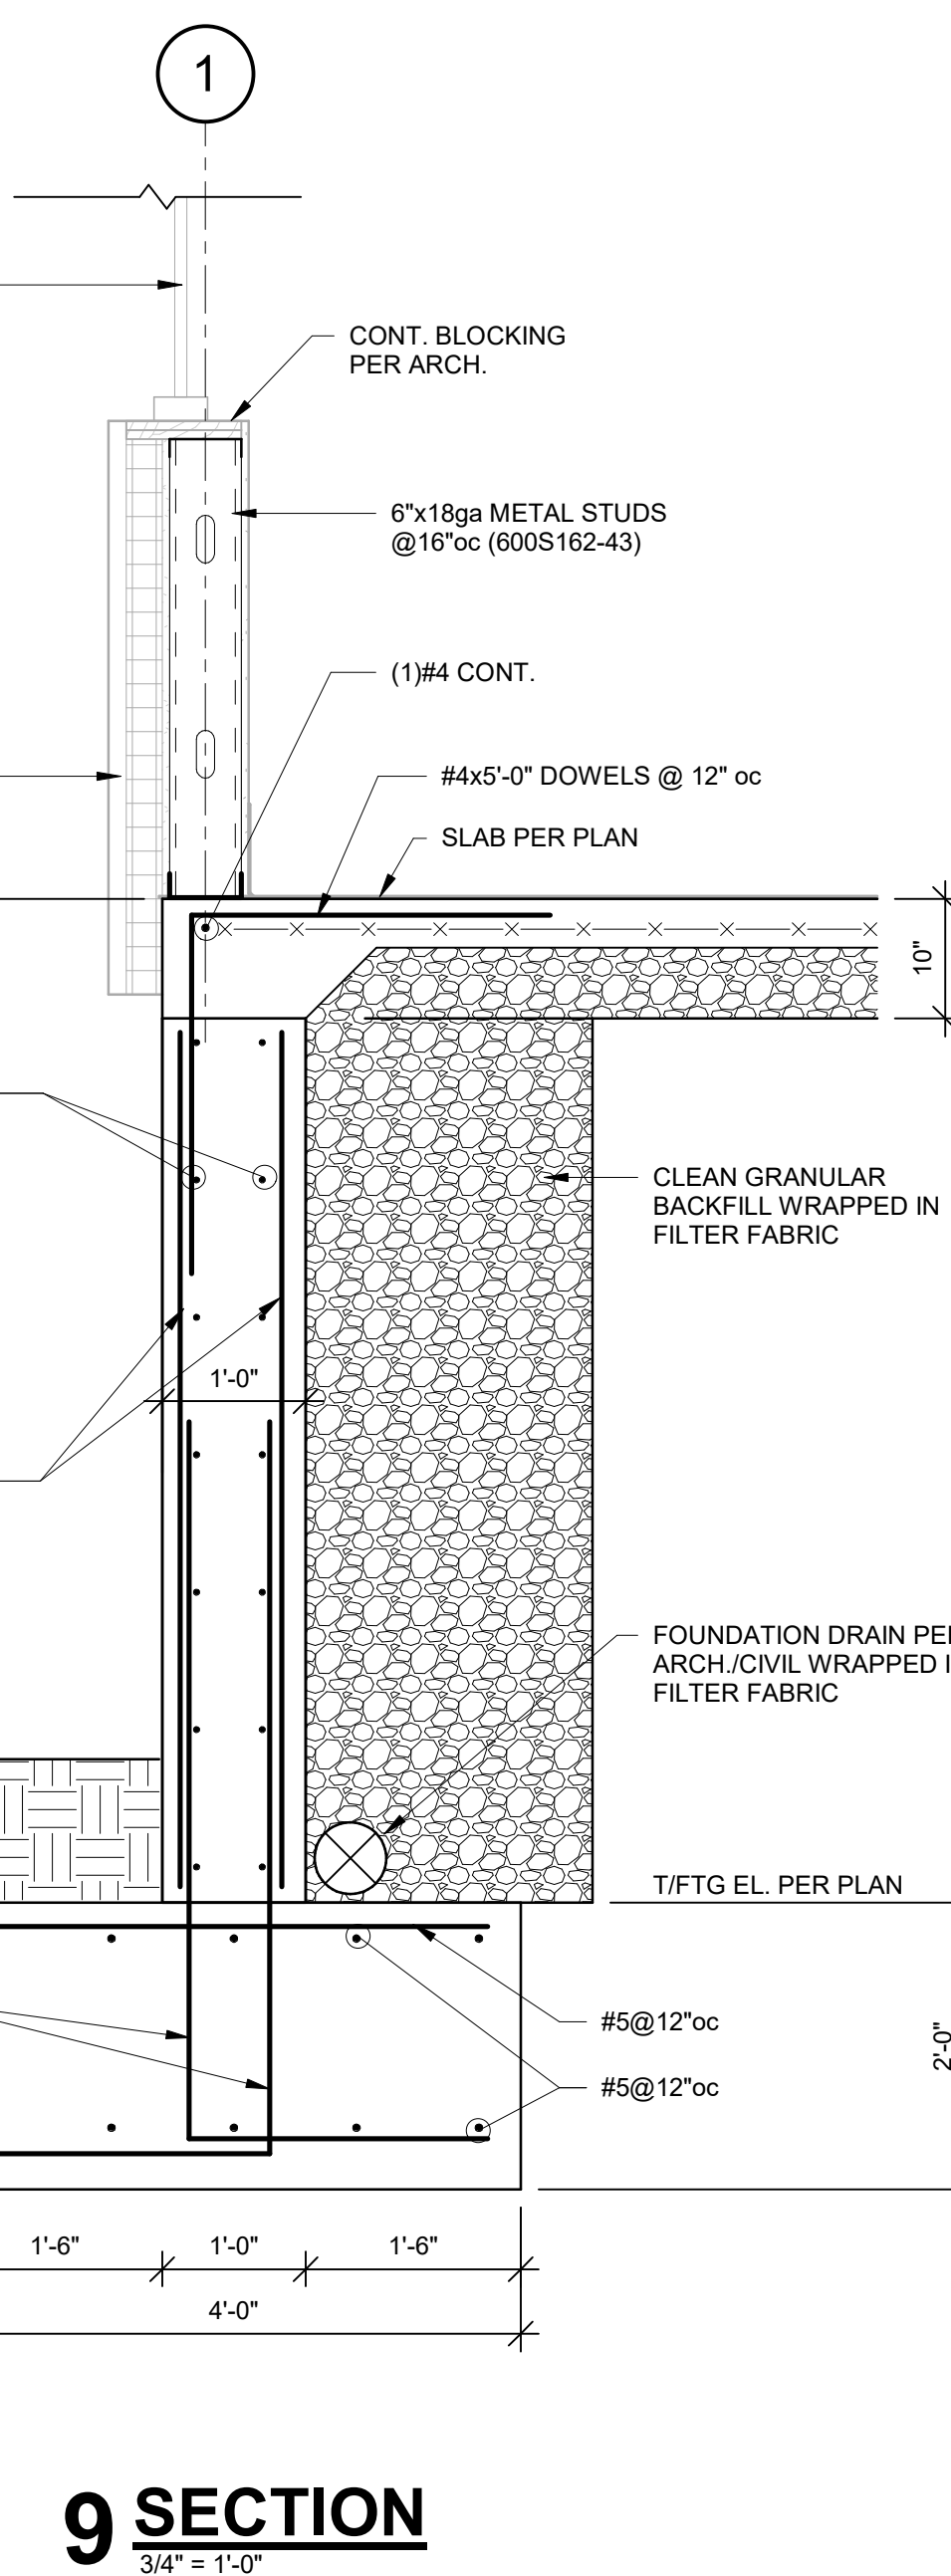 1
CONT. BLOCKING
PER ARCH.
6"x18ga METAL STUDS
@16"oc (600S162-43)
(1)#4 CONT.
#4x5'-0" DOWELS @ 12" oc
SLAB PER PLAN
10"
CLEAN GRANULAR
BACKFILL WRAPPED IN
FILTER FABRIC
1'-0"
FOUNDATION DRAIN
ARCH./CIVIL WRAPPED
FILTER FABRIC
T/FTG EL. PER PLAN
#5@12"oc
2'-0"
#5@12"oc
1'-6" 1'-0" 1'-6"
4'-0"
9 SECTION
3/4" = 1'-0"